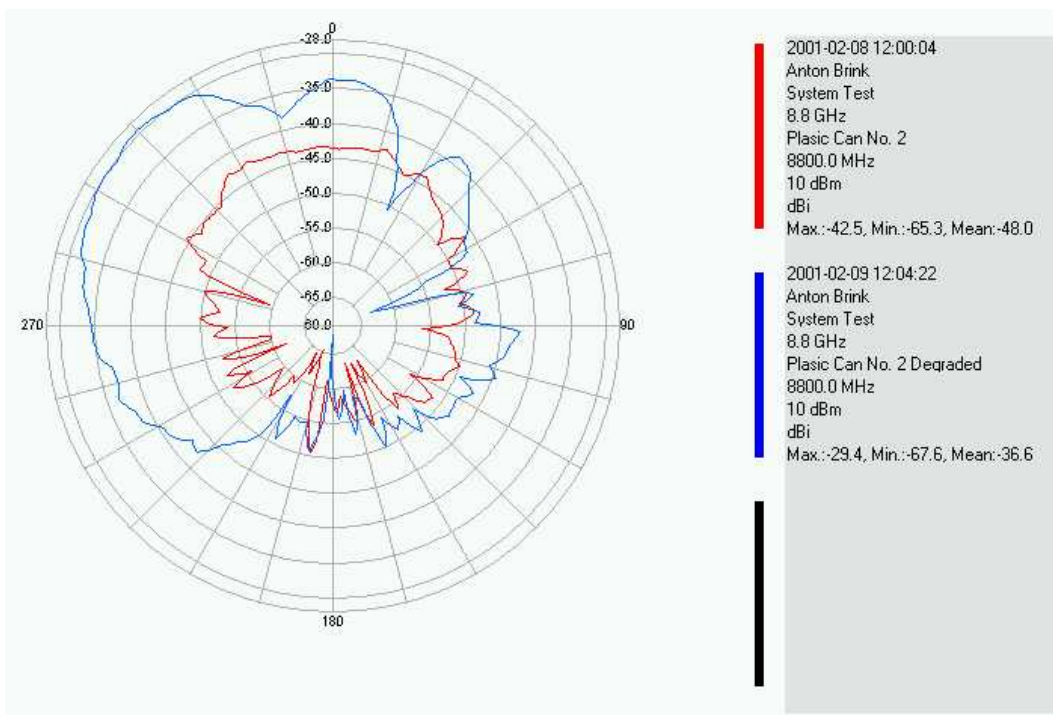 0
-28.0
-35.0
-40.0
-45.0
-50.0
-55.0
-60.0
-65.0
270
90
180
2001-02-08 12:00:04
Anton Brink
System Test
8.8 GHz
Plasic Can No. 2
8800.0 MHz
10 dBm
dBi
Max.:-42.5, Min.:-65.3, Mean:-48.0
2001-02-09 12:04:22
Anton Brink
System Test
8.8 GHz
Plasic Can No. 2 Degraded
8800.0 MHz
10 dBm
dBi
Max.:-29.4, Min.:-67.6, Mean:-36.6